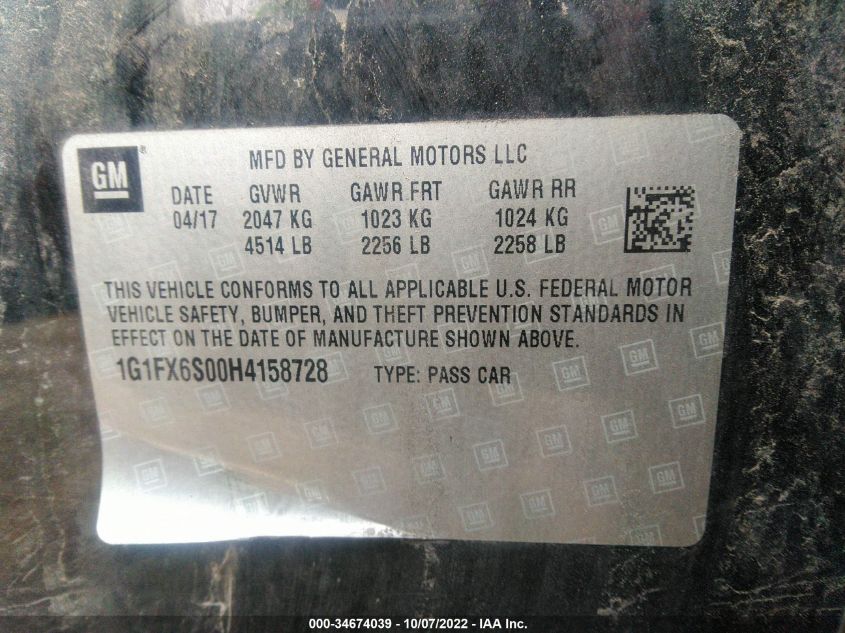 GM® MFD BY GENERAL MOTORS LLC
DATE GVWR GAWR FRT GAWR RR
04/17 2047 KG 1023 KG 1024 KG
4514 LB 2256 LB 2258 LB
THIS VEHICLE CONFORMS TO ALL APPLICABLE U.S. FEDERAL MOTOR
VEHICLE SAFETY, BUMPER, AND THEFT PREVENTION STANDARDS IN
EFFECT ON THE DATE OF MANUFACTURE SHOWN ABOVE.
1G1FX6S00H4158728 TYPE: PASS CAR
000-34674039 - 10/07/2022 - IAA Inc.